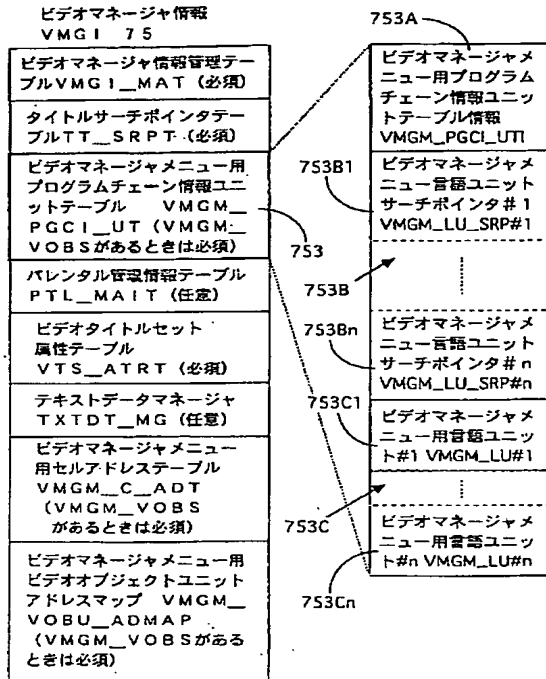 ビデオマネージャ情報
VMGI 75
ビデオマネージャ情報管理テー
ブルVMGI_MAT (必須)
タイトルサーチポインタテー
ブルTT_SRPT (必須)
ビデオマネージャメニュー用
プログラムチェーン情報ユニ
ットテーブル VMGM_
PGCI_UT (VMGM_
VOBSがあるときは必須)
パレンタル管理情報テーブル
PTL_MAIT (任意)
ビデオタイトルセット
属性テーブル
VTS_ATRT (必須)
テキストデータマネージャ
TXTDT_MG (任意)
ビデオマネージャメニュー
用セルアドレステーブル
VMGM_C_ADT
(VMGM_VOBS
があるときは必須)
ビデオマネージャメニュー用
ビデオオブジェクトユニット
アドレスマップ VMGM_
VOBU_ADMAP
(VMGM_VOBSがある
ときは必須)
753
753A
ビデオマネージャメ
ニュー用プログラム
チェーン情報ユニッ
トテーブル情報
VMGM_PGCI_UTI
753B1
ビデオマネージャメ
ニュー言語ユニット
サーチポインタ#1
VMGM_LU_SRP#1
753B
753Bn
ビデオマネージャメ
ニュー言語ユニット
サーチポインタ#n
VMGM_LU_SRP#n
753C1
ビデオマネージャメ
ニュー用言語ユニッ
ト#1 VMGM_LU#1
753C
ビデオマネージャメ
ニュー用言語ユニッ
ト#n VMGM_LU#n
753Cn